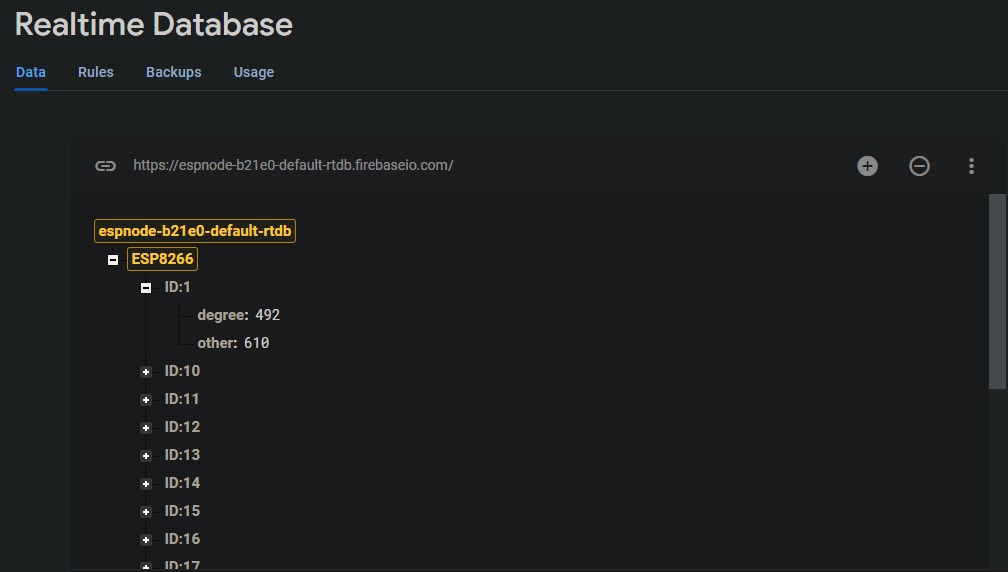 Realtime Database
Data Rules Backups Usage
https://espnode-b21e0-default-rtdb.firebaseio.com/
espnode-b21e0-default-rtdb
ESP8266
ID:1
degree: 492
other: 610
ID:10
ID:11
ID:12
ID:13
ID:14
ID:15
ID:16
ID:17